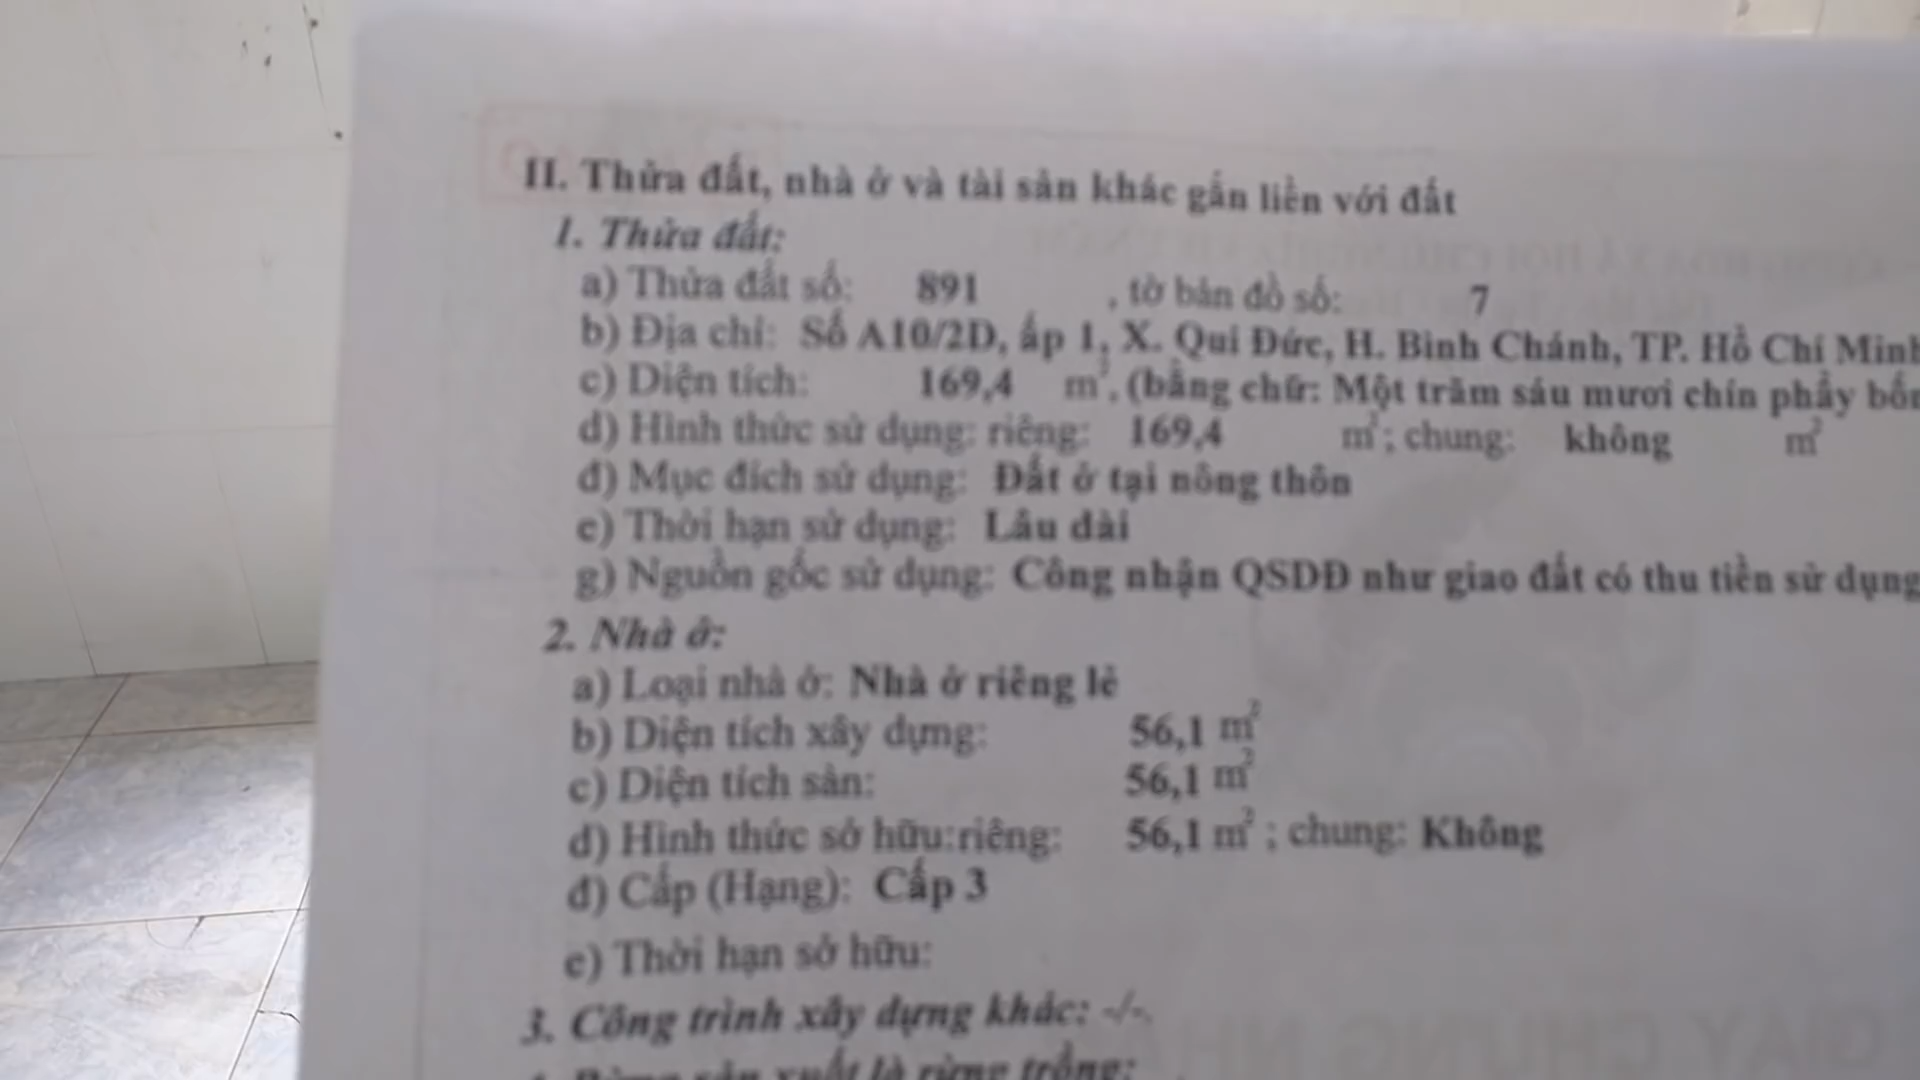 II. Thửa đất, nhà ở và tài sản khác gắn liền với đất
1. Thửa đất:
a) Thửa đất số: 891 , tờ bản đồ số: 7
b) Địa chỉ: Số A10/2D, ấp 1, X. Qui Đức, H. Bình Chánh, TP. Hồ Chí Minh
c) Diện tích: 169,4 m², (bằng chữ: Một trăm sáu mươi chín phẩy bốn
d) Hình thức sử dụng: riêng: 169,4 m²; chung: không m²
đ) Mục đích sử dụng: Đất ở tại nông thôn
e) Thời hạn sử dụng: Lâu dài
g) Nguồn gốc sử dụng: Công nhận QSDĐ như giao đất có thu tiền sử dụng
2. Nhà ở:
a) Loại nhà ở: Nhà ở riêng lẻ
b) Diện tích xây dựng: 56,1 m²
c) Diện tích sàn: 56,1 m²
d) Hình thức sở hữu:riêng: 56,1 m² ; chung: Không
đ) Cấp (Hạng): Cấp 3
e) Thời hạn sở hữu:
3. Công trình xây dựng khác: -/-.
4. Rừng sản xuất là rừng trồng: